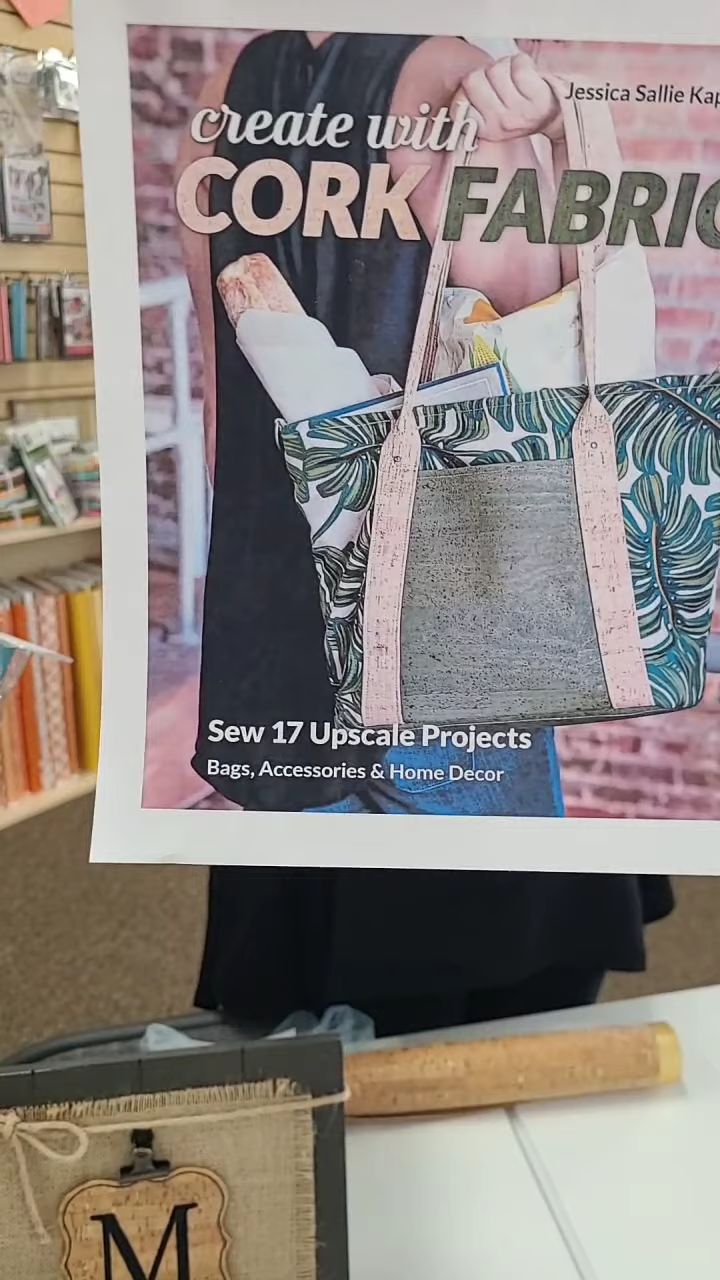 Jessica Sallie Kap
create with
CORK FABRIC
Sew 17 Upscale Projects
Bags, Accessories & Home Decor
M